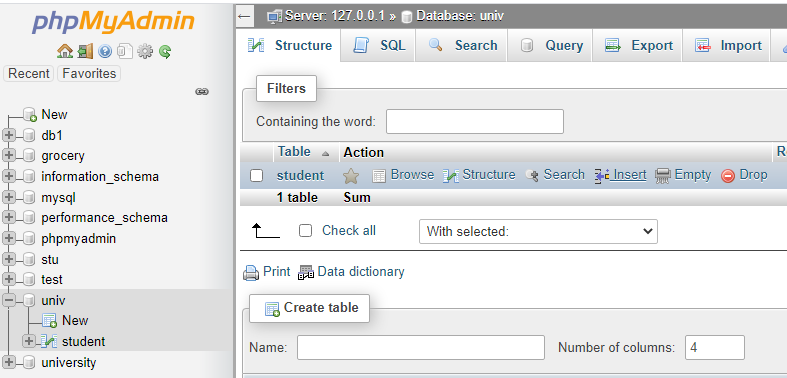 phpMyAdmin
Recent Favorites
New
db1
grocery
information_schema
mysql
performance_schema
phpmyadmin
stu
test
univ
New
student
university
Server: 127.0.0.1 » Database: univ
Structure SQL Search Query Export Import
Filters
Containing the word:
Table Action
student Browse Structure Search Insert Empty Drop
1 table Sum
Check all With selected:
Print Data dictionary
Create table
Name: Number of columns: 4